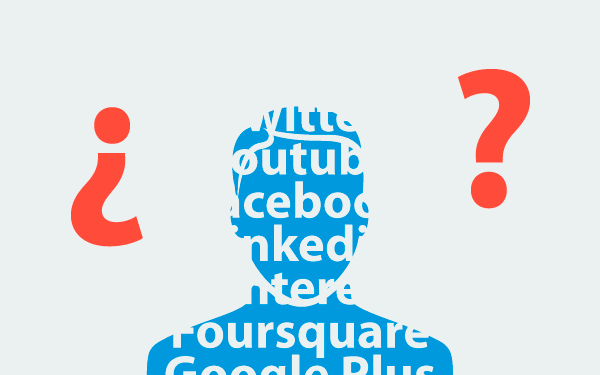 ¿ ?
witte
outub
aceboo
inkedi
ntere
Foursquare
Google Plus